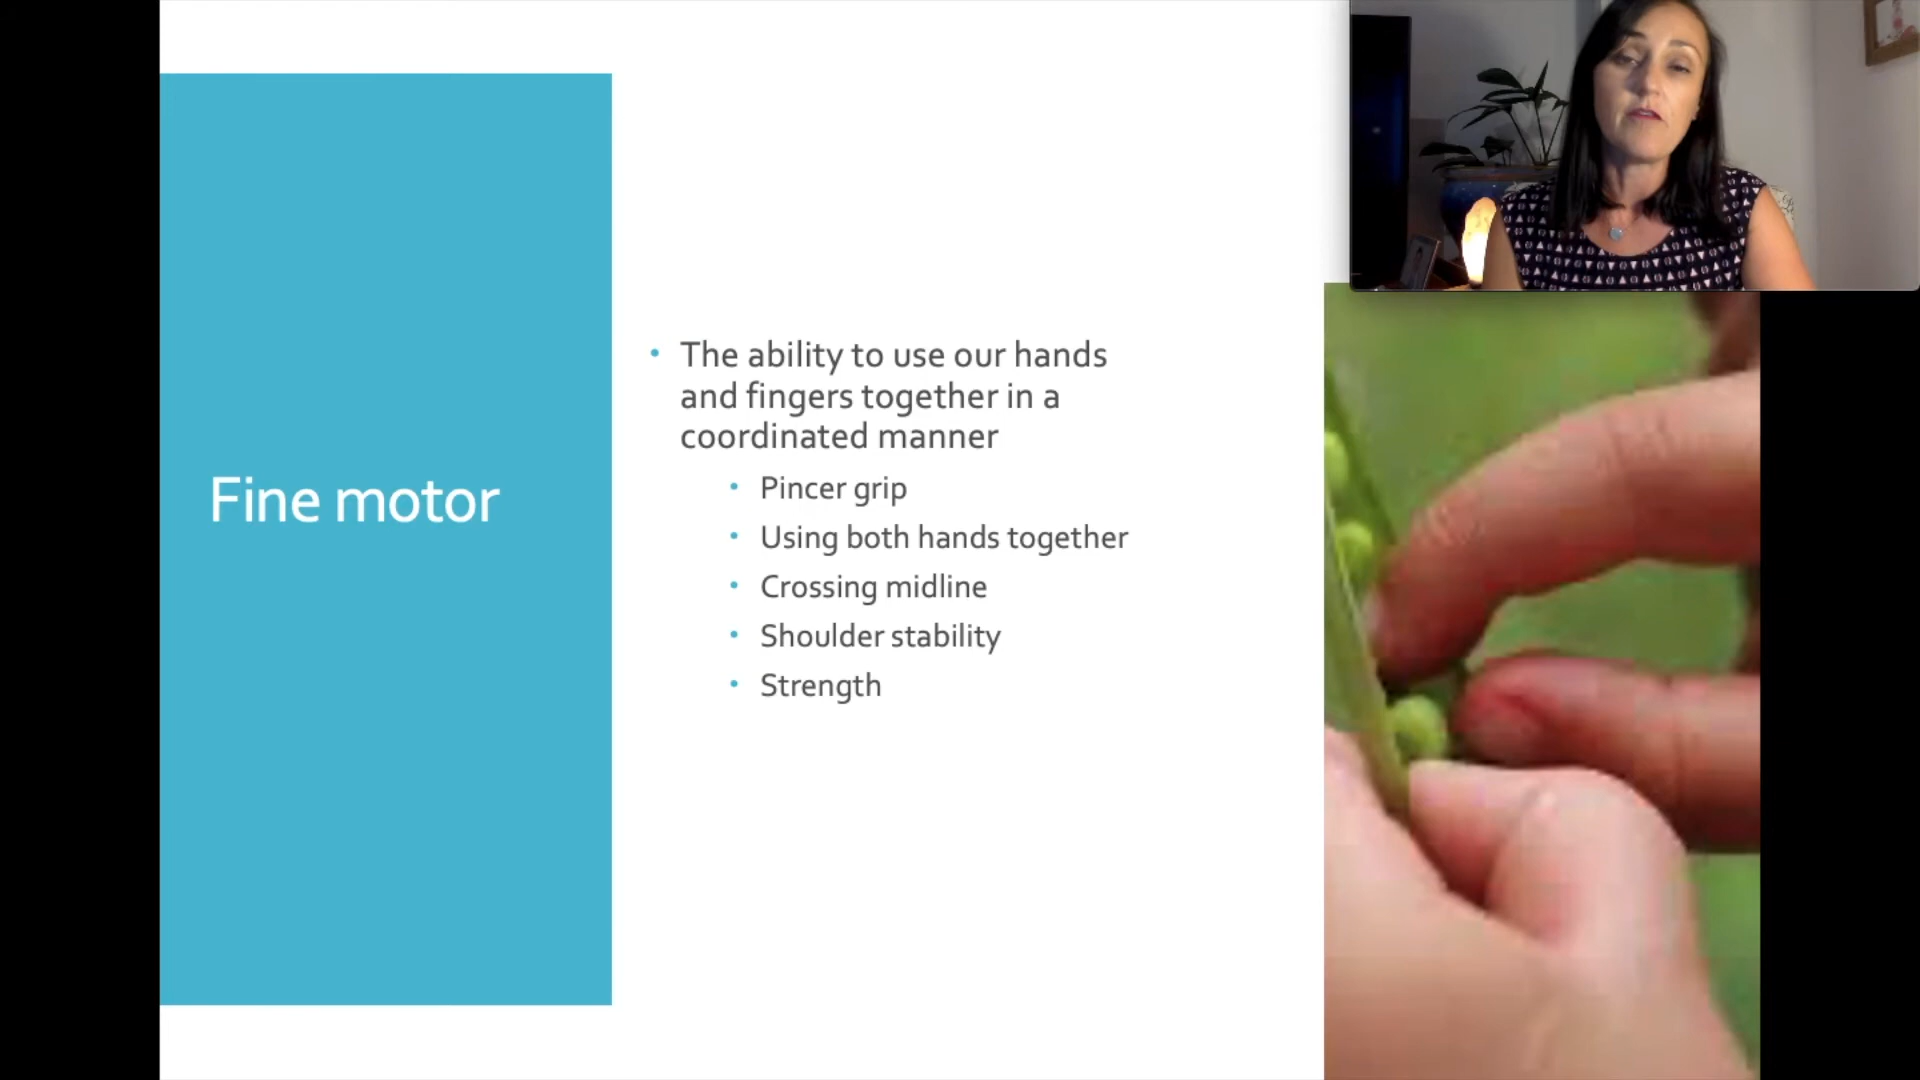 Fine motor
• The ability to use our hands
and fingers together in a
coordinated manner
• Pincer grip
• Using both hands together
• Crossing midline
• Shoulder stability
• Strength